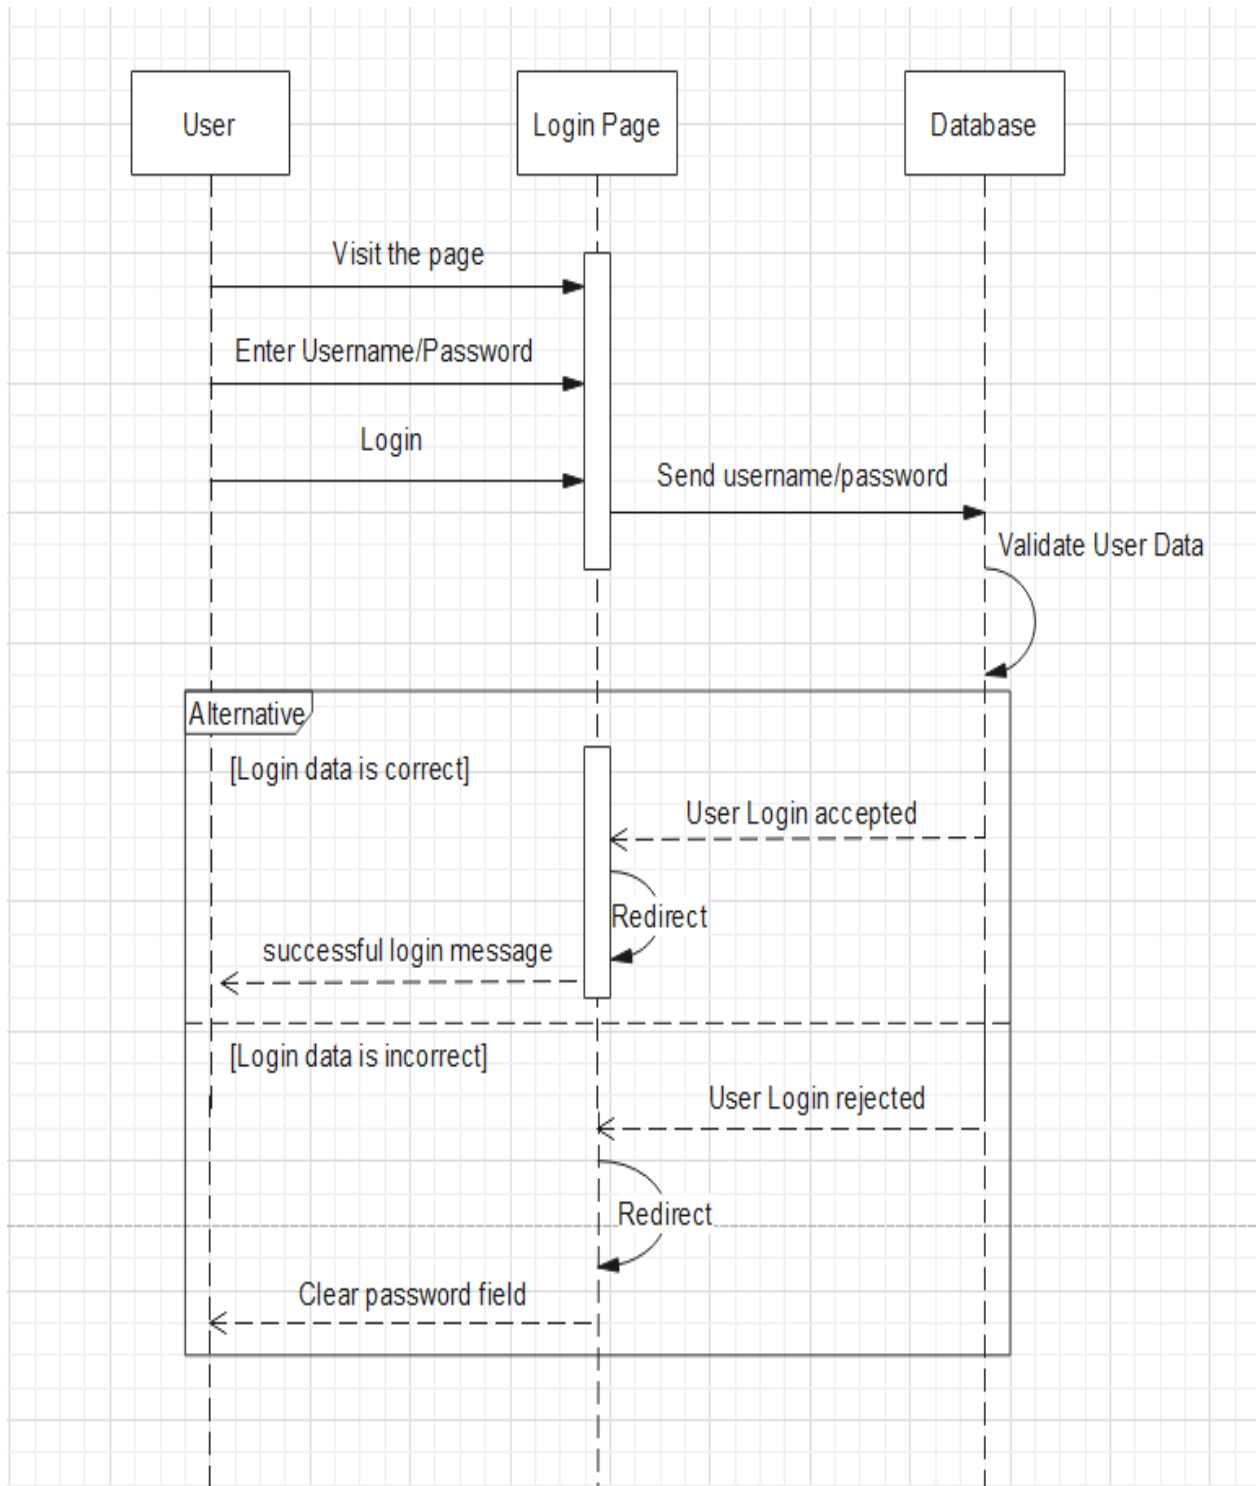 User
Login Page
Database
Visit the page
Enter Username/Password
Login
Send username/password
Validate User Data
Alternative
[Login data is correct]
User Login accepted
Redirect
successful login message
[Login data is incorrect]
User Login rejected
Redirect
Clear password field